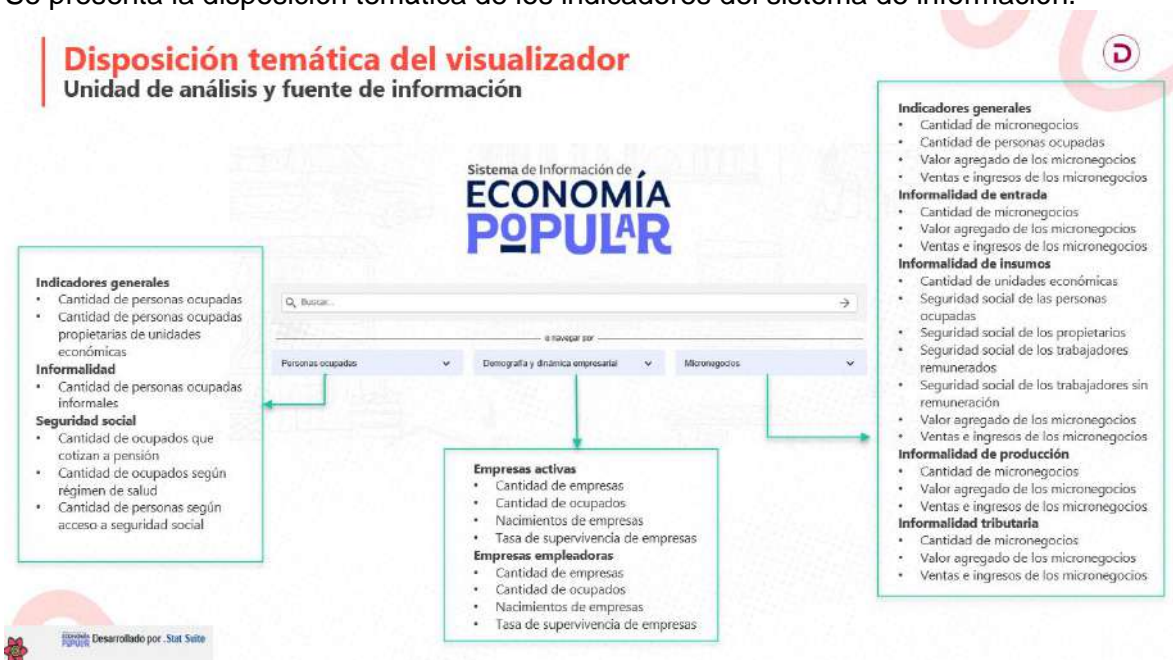 Se presenta la disposición temática de los indicadores del sistema de información.
Disposición temática del visualizador
Unidad de análisis y fuente de información
D
Sistema de Información de
ECONOMÍA
POPULAR
Indicadores generales
• Cantidad de personas ocupadas
• Cantidad de personas ocupadas
propietarias de unidades
económicas
Informalidad
• Cantidad de personas ocupadas
informales
Seguridad social
• Cantidad de ocupados que
cotizan a pensión
• Cantidad de ocupados según
régimen de salud
• Cantidad de personas según
acceso a seguridad social
Buscar...
o navegar por
Personas ocupadas
Demografía y dinámica empresarial
Micronegocios
Empresas activas
• Cantidad de empresas
• Cantidad de ocupados
• Nacimientos de empresas
• Tasa de supervivencia de empresas
Empresas empleadoras
• Cantidad de empresas
• Cantidad de ocupados
• Nacimientos de empresas
• Tasa de supervivencia de empresas
Indicadores generales
• Cantidad de micronegocios
• Cantidad de personas ocupadas
• Valor agregado de los micronegocios
• Ventas e ingresos de los micronegocios
Informalidad de entrada
• Cantidad de micronegocios
• Valor agregado de los micronegocios
• Ventas e ingresos de los micronegocios
Informalidad de insumos
• Cantidad de unidades económicas
• Seguridad social de las personas
ocupadas
• Seguridad social de los propietarios
• Seguridad social de los trabajadores
remunerados
• Seguridad social de los trabajadores sin
remuneración
• Valor agregado de los micronegocios
• Ventas e ingresos de los micronegocios
Informalidad de producción
• Cantidad de micronegocios
• Valor agregado de los micronegocios
• Ventas e ingresos de los micronegocios
Informalidad tributaria
• Cantidad de micronegocios
• Valor agregado de los micronegocios
• Ventas e ingresos de los micronegocios
ECONOMÍA
POPULAR
Desarrollado por .Stat Suite